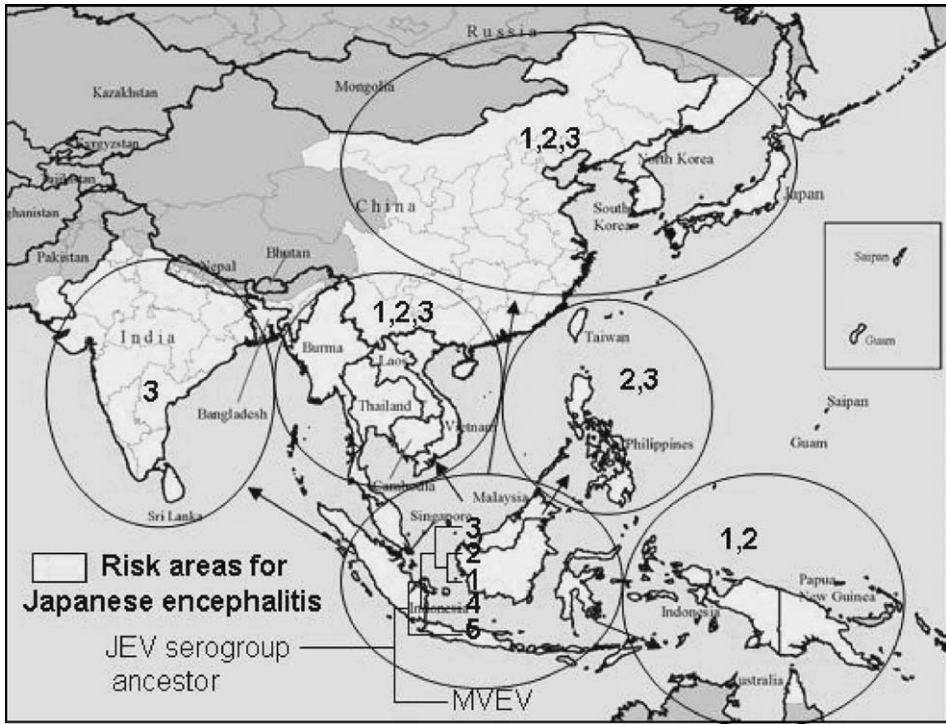 Russia
Kazakhstan
Mongolia
Kyrgyzstan
Tajikistan
1,2,3
North Korea
Japan
China
South
Korea
Afghanistan
Pakistan
Nepal
Bhutan
Saipan
Guam
India
Burma
1,2,3
Laos
Taiwan
3
2,3
Thailand
Bangladesh
Vietnam
Saipan
Guam
Philippines
Cambodia
Malaysia
Sri Lanka
Singapore
3
2
1
4
5
Indonesia
1,2
Papua
New Guinea
Indonesia
Risk areas for
Japanese encephalitis
JEV serogroup
ancestor
MVEV
Australia